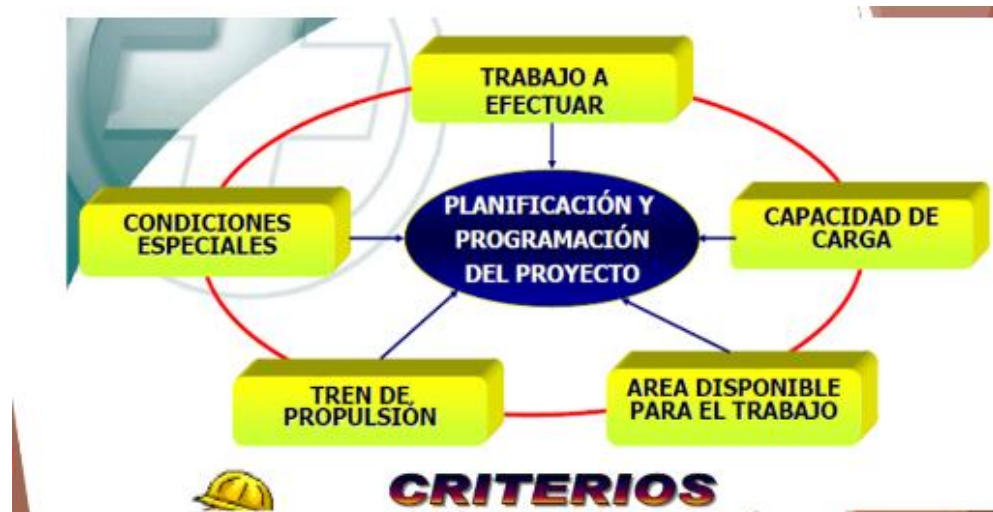 TRABAJO A
EFECTUAR
CONDICIONES
ESPECIALES
PLANIFICACIÓN Y
PROGRAMACIÓN
DEL PROYECTO
CAPACIDAD DE
CARGA
TREN DE
PROPULSIÓN
AREA DISPONIBLE
PARA EL TRABAJO
CRITERIOS